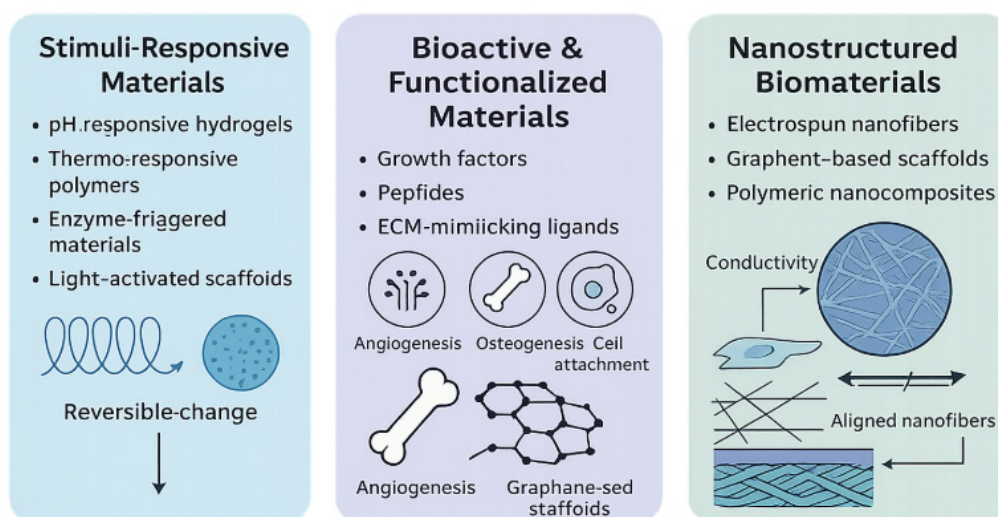 Stimuli-Responsive
Materials
• pH.responsive hydrogels
• Thermo-responsive
polymers
• Enzyme-friagered
materials
• Light-activated scaffoids
Reversible-change
Bioactive &
Functionalized
Materials
• Growth factors
• Pepfides
• ECM-mimiicking ligands
Angiogenesis
Osteogenesis
Ceil
attachment
Angiogenesis
Graphane-sed
staffoids
Nanostructured
Biomaterials
• Electrospun nanofibers
• Graphent-based scaffolds
• Polymeric nanocomposites
Conductivity
Aligned nanofibers